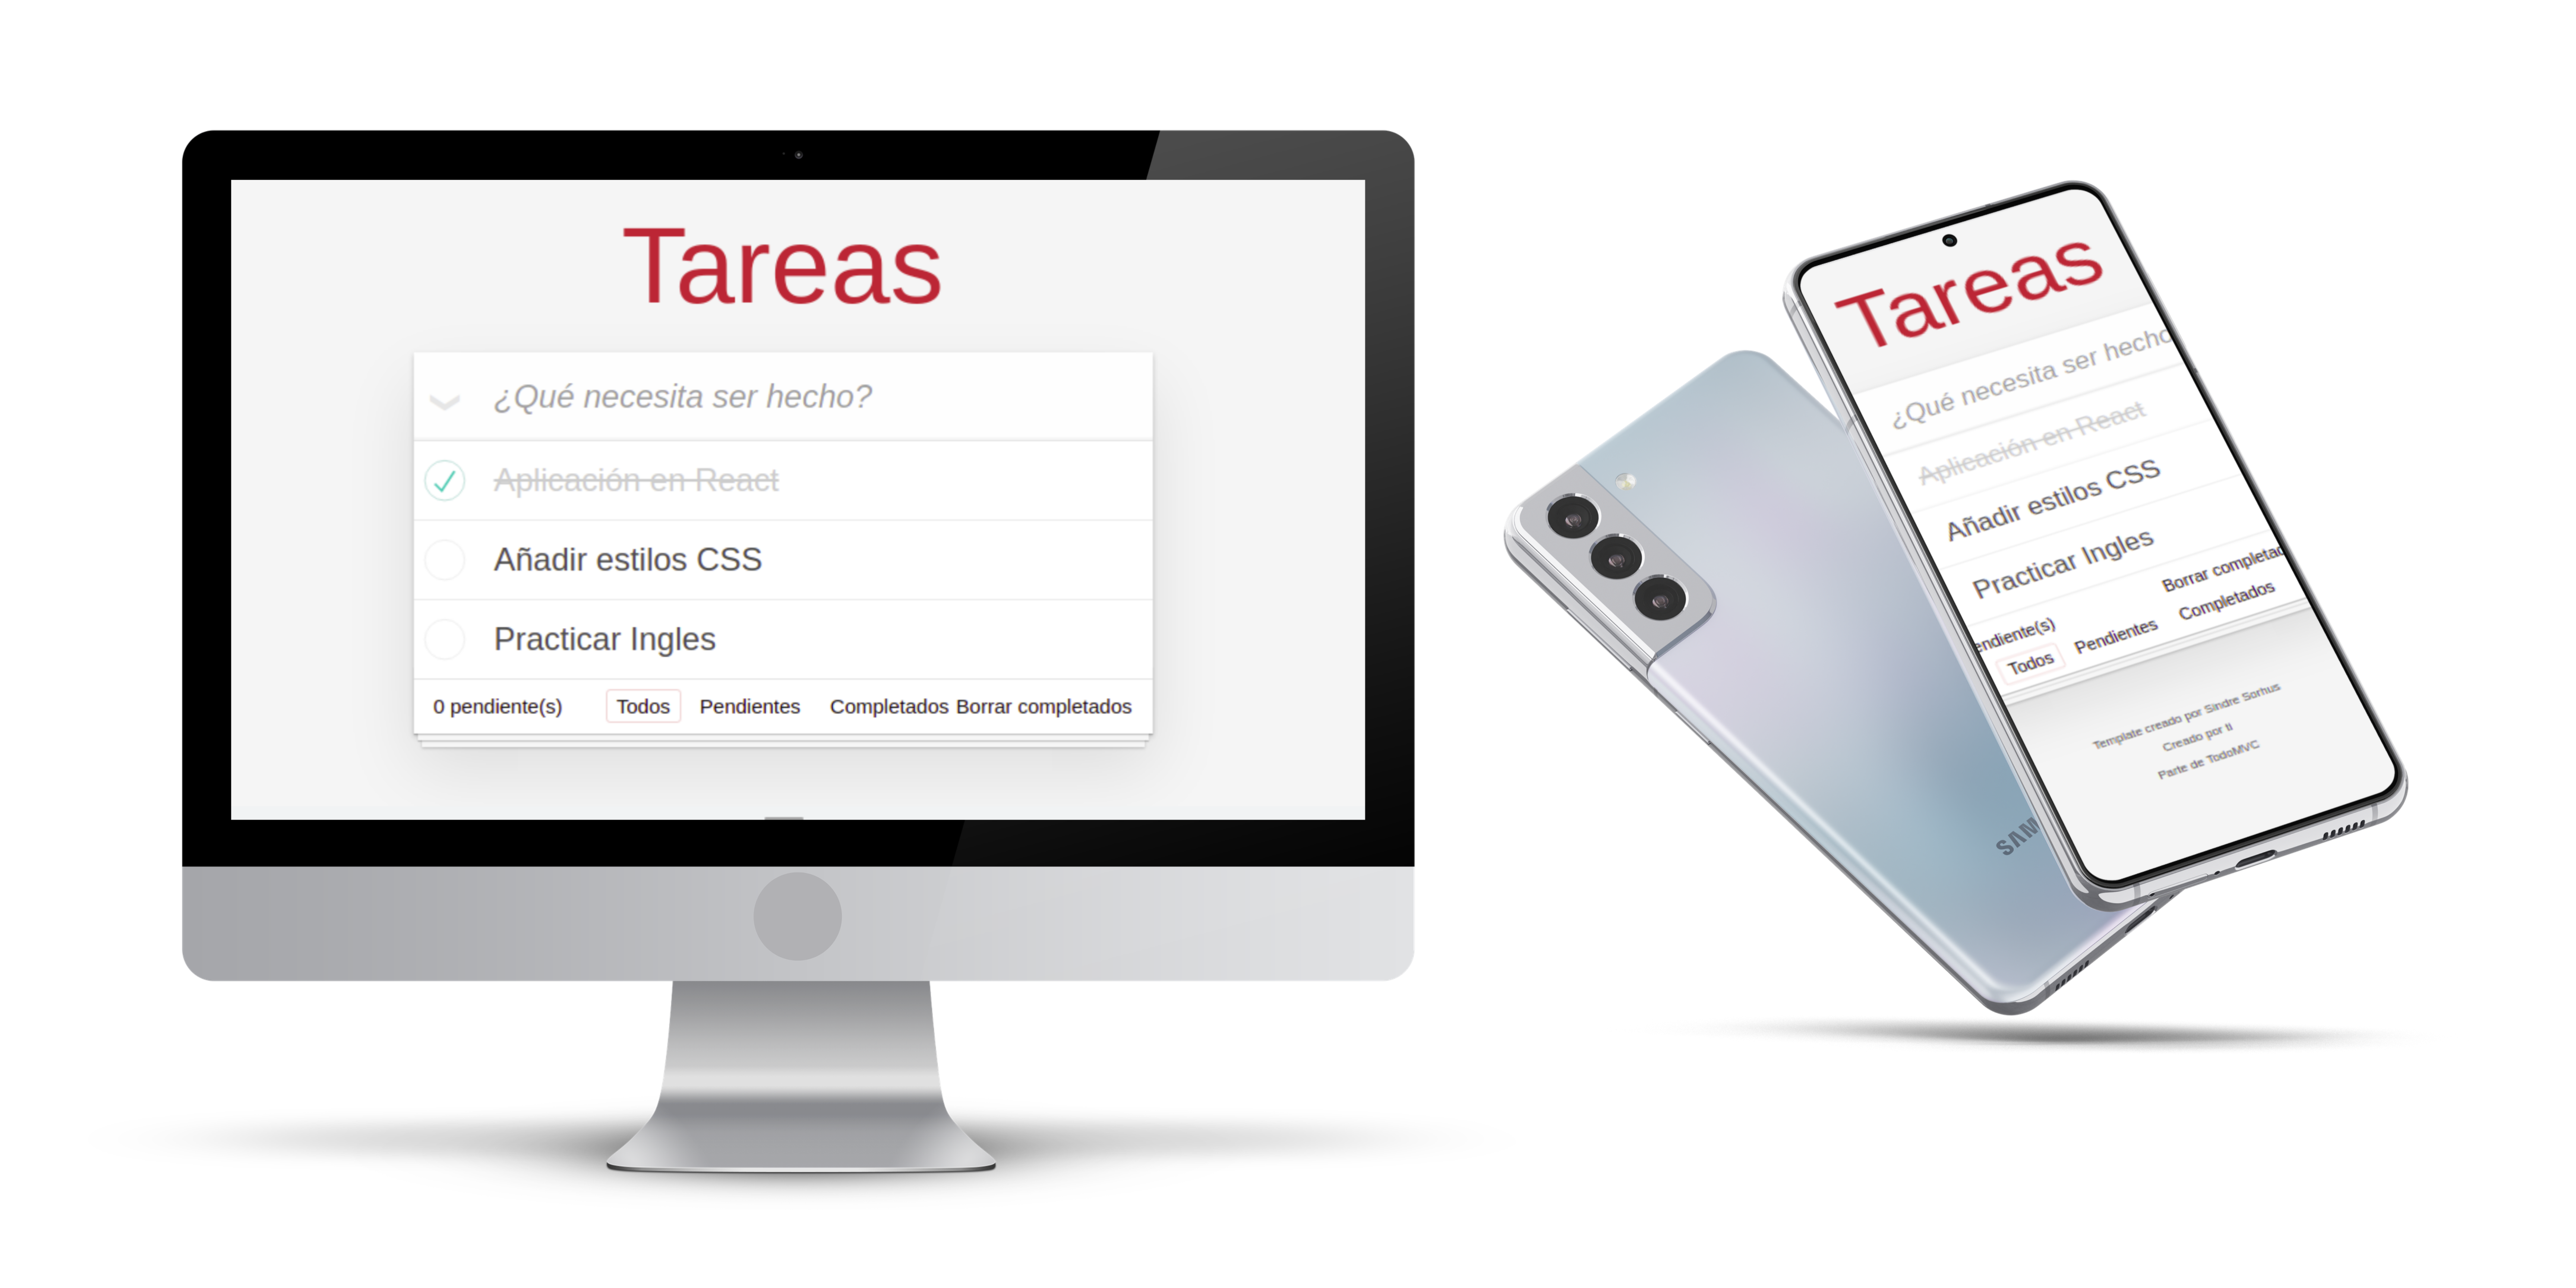 Tareas
¿Qué necesita ser hecho?
Aplicación en React
Añadir estilos CSS
Practicar Ingles
0 pendiente(s) Todos Pendientes Completados Borrar completados
Tareas
¿Qué necesita ser hecho
Aplicación en React
Añadir estilos CSS
Practicar Ingles
endiente(s) Borrar completad
Todos Pendientes Completados
Template creado por Sindre Sorhus
Creado por ti
Parte de TodoMVC
SAM